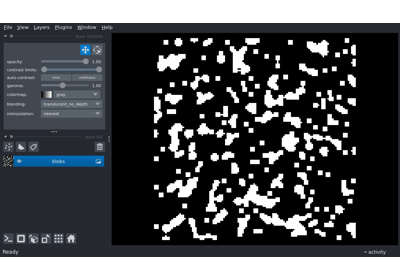 File View Layers Plugins Window Help
opacity: 1.00
contrast limits:
auto-contrast: once continuous
gamma: 1.00
colormap: gray
blending: translucent_no_depth
interpolation: nearest
blobs
Ready activity